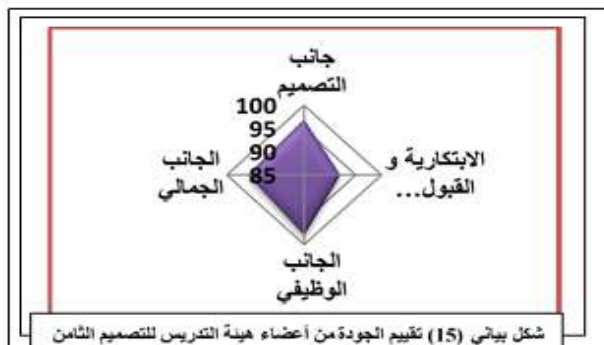 جانب
التصميم
100
95
90
85
الابتكارية و
القبول...
الجانب
الجمالي
الجانب
الوظيفي
شكل بياني (15) تقييم الجودة من أعضاء هيئة التدريس للتصميم الثامن